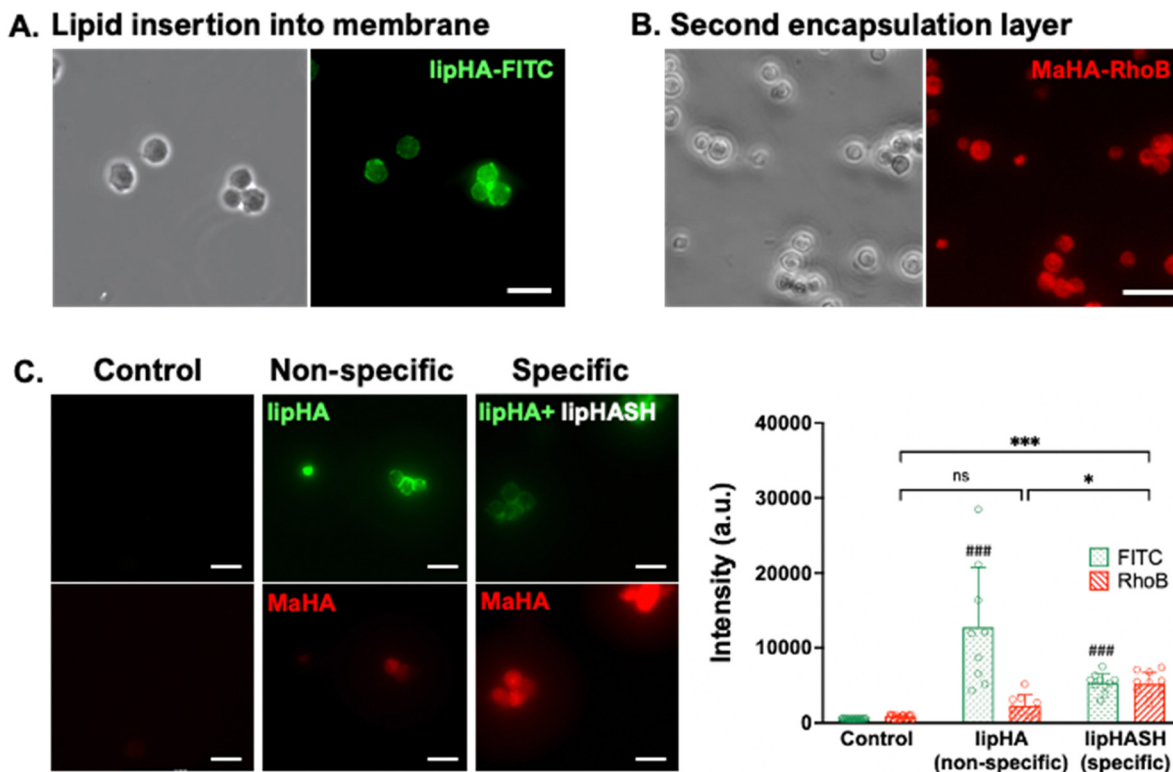 A. Lipid insertion into membrane
lipHA-FITC
B. Second encapsulation layer
MaHA-RhoB
C.
Control
Non-specific
Specific
lipHA
lipHA+ lipHASH
MaHA
MaHA
Intensity (a.u.)
40000
30000
20000
10000
0
***
ns
*
###
###
FITC
RhoB
Control
lipHA
(non-specific)
lipHASH
(specific)